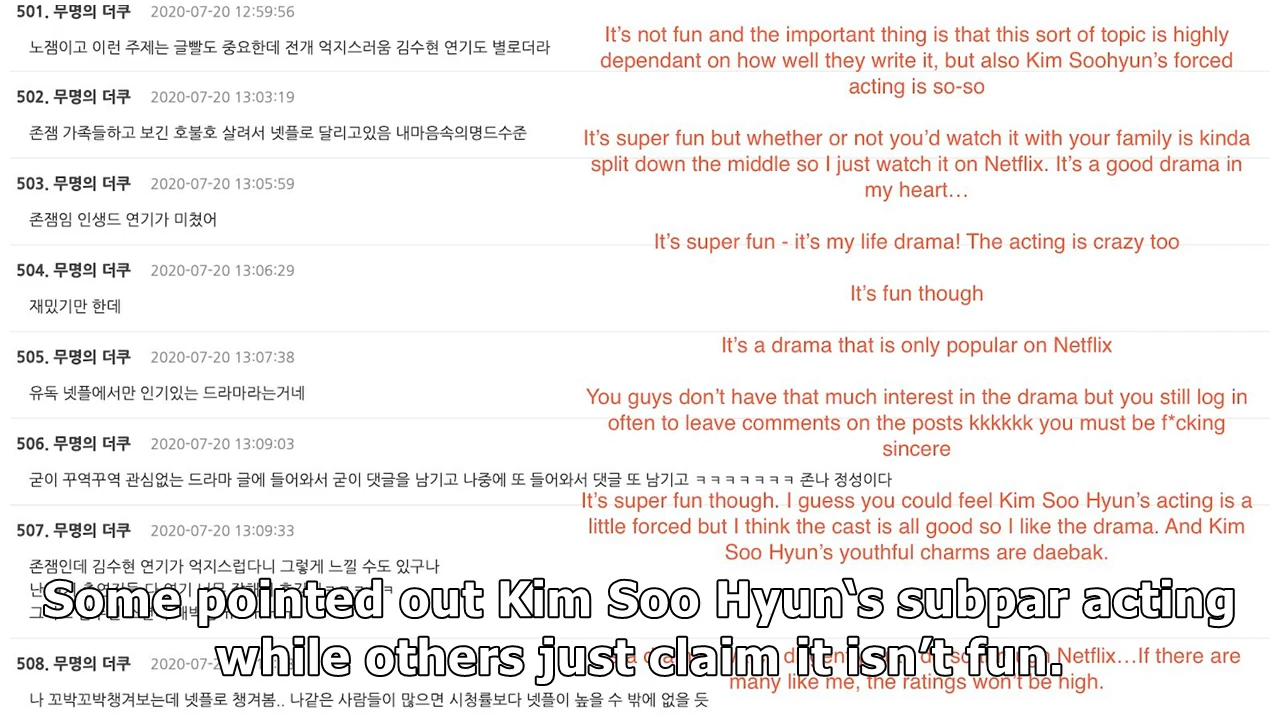 501. 무명의 더쿠 2020-07-20 12:59:56
노잼이고 이런 주제는 글빨도 중요한데 전개 억지스러움 김수현 연기도 별로더라
502. 무명의 더쿠 2020-07-20 13:03:19
존잼 가족들하고 보긴 호불호 살려서 넷플로 달리고있음 내마음속의명드수준
503. 무명의 더쿠 2020-07-20 13:05:59
존잼임 인생드 연기가 미쳤어
504. 무명의 더쿠 2020-07-20 13:06:29
재밌기만 한데
505. 무명의 더쿠 2020-07-20 13:07:38
유독 넷플에서만 인기있는 드라마라는거네
506. 무명의 더쿠 2020-07-20 13:09:03
굳이 꾸역꾸역 관심없는 드라마 글에 들어와서 굳이 댓글을 남기고 나중에 또 들어와서 댓글 또 남기고 ㅋㅋㅋㅋㅋㅋㅋ 존나 정성이다
507. 무명의 더쿠 2020-07-20 13:09:33
존잼인데 김수현 연기가 억지스럽다니 그렇게 느낄 수도 있구나
508. 무명의 더쿠
나 꼬박꼬박챙겨보는데 넷플로 챙겨봄.. 나같은 사람들이 많으면 시청률보다 넷플이 높을 수 밖에 없을 듯
It's not fun and the important thing is that this sort of topic is highly
dependant on how well they write it, but also Kim Soohyun's forced
acting is so-so
It's super fun but whether or not you'd watch it with your family is kinda
split down the middle so I just watch it on Netflix. It's a good drama in
my heart…
It's super fun - it's my life drama! The acting is crazy too
It's fun though
It's a drama that is only popular on Netflix
You guys don't have that much interest in the drama but you still log in
often to leave comments on the posts kkkkkk you must be f*cking
sincere
It's super fun though. I guess you could feel Kim Soo Hyun's acting is a
little forced but I think the cast is all good so I like the drama. And Kim
Soo Hyun's youthful charms are daebak.
Netflix…If there are
many like me, the ratings won't be high.
Some pointed out Kim Soo Hyun‛s subpar acting
while others just claim it isn't fun.